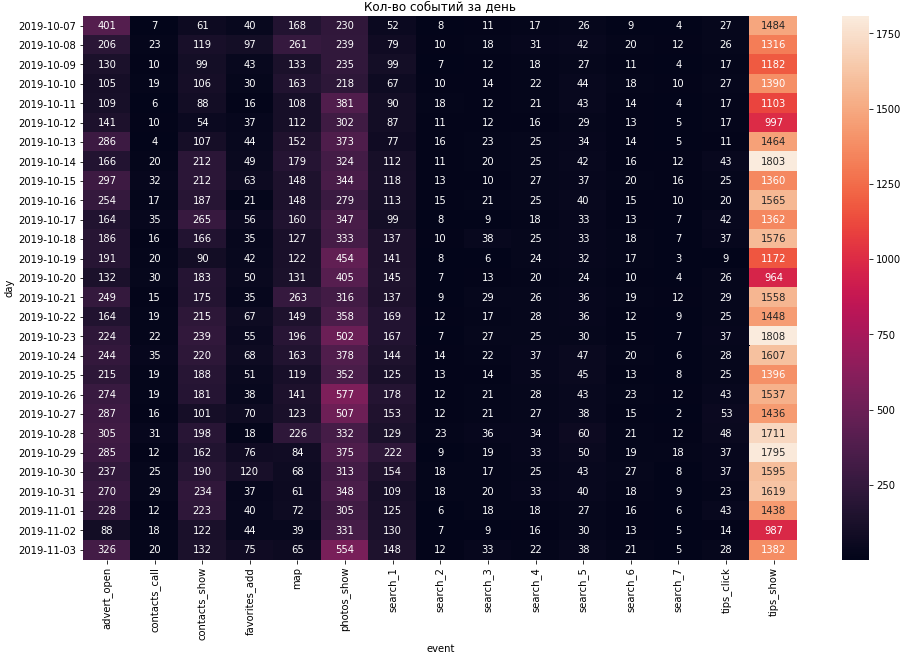 Кол-во событий за день
2019-10-07 401 7 61 40 168 230 52 8 11 17 26 9 4 27 1484
2019-10-08 206 23 119 97 261 239 79 10 18 31 42 20 12 26 1316
2019-10-09 130 10 99 43 133 235 99 7 12 18 27 11 4 17 1182
2019-10-10 105 19 106 30 163 218 67 10 14 22 44 18 10 27 1390
2019-10-11 109 6 88 16 108 381 90 18 12 21 43 14 4 17 1103
2019-10-12 141 10 54 37 112 302 87 11 12 16 29 13 5 17 997
2019-10-13 286 4 107 44 152 373 77 16 23 25 34 14 5 11 1464
2019-10-14 166 20 212 49 179 324 112 11 20 25 42 16 12 43 1803
2019-10-15 297 32 212 63 148 344 118 13 10 27 37 20 16 25 1360
2019-10-16 254 17 187 21 148 279 113 15 21 25 40 15 10 20 1565
2019-10-17 164 35 265 56 160 347 99 8 9 18 33 13 7 42 1362
2019-10-18 186 16 166 35 127 333 137 10 38 25 33 18 7 37 1576
2019-10-19 191 20 90 42 122 454 141 8 6 24 32 17 3 9 1172
2019-10-20 132 30 183 50 131 405 145 7 13 20 24 10 4 26 964
2019-10-21 249 15 175 35 263 316 137 9 29 26 36 19 12 29 1558
2019-10-22 164 19 215 67 149 358 169 12 17 28 36 12 9 25 1448
2019-10-23 224 22 239 55 196 502 167 7 27 25 30 15 7 37 1808
2019-10-24 244 35 220 68 163 378 144 14 22 37 47 20 6 28 1607
2019-10-25 215 19 188 51 119 352 125 13 14 35 45 13 8 25 1396
2019-10-26 274 19 181 38 141 577 178 12 21 28 43 23 12 43 1537
2019-10-27 287 16 101 70 123 507 153 12 21 27 38 15 2 53 1436
2019-10-28 305 31 198 18 226 332 129 23 36 34 60 21 12 48 1711
2019-10-29 285 12 162 76 84 375 222 9 19 33 50 19 18 37 1795
2019-10-30 237 25 190 120 68 313 154 18 17 25 43 27 8 37 1595
2019-10-31 270 29 234 37 61 348 109 18 20 33 40 18 9 23 1619
2019-11-01 228 12 223 40 72 305 125 6 18 18 27 16 6 43 1438
2019-11-02 88 18 122 44 39 331 130 7 9 16 30 13 5 14 987
2019-11-03 326 20 132 75 65 554 148 12 33 22 38 21 5 28 1382
day
advert_open contacts_call contacts_show favorites_add map photos_show search_1 search_2 search_3 search_4 search_5 search_6 search_7 tips_click tips_show
event
1750
1500
1250
1000
750
500
250